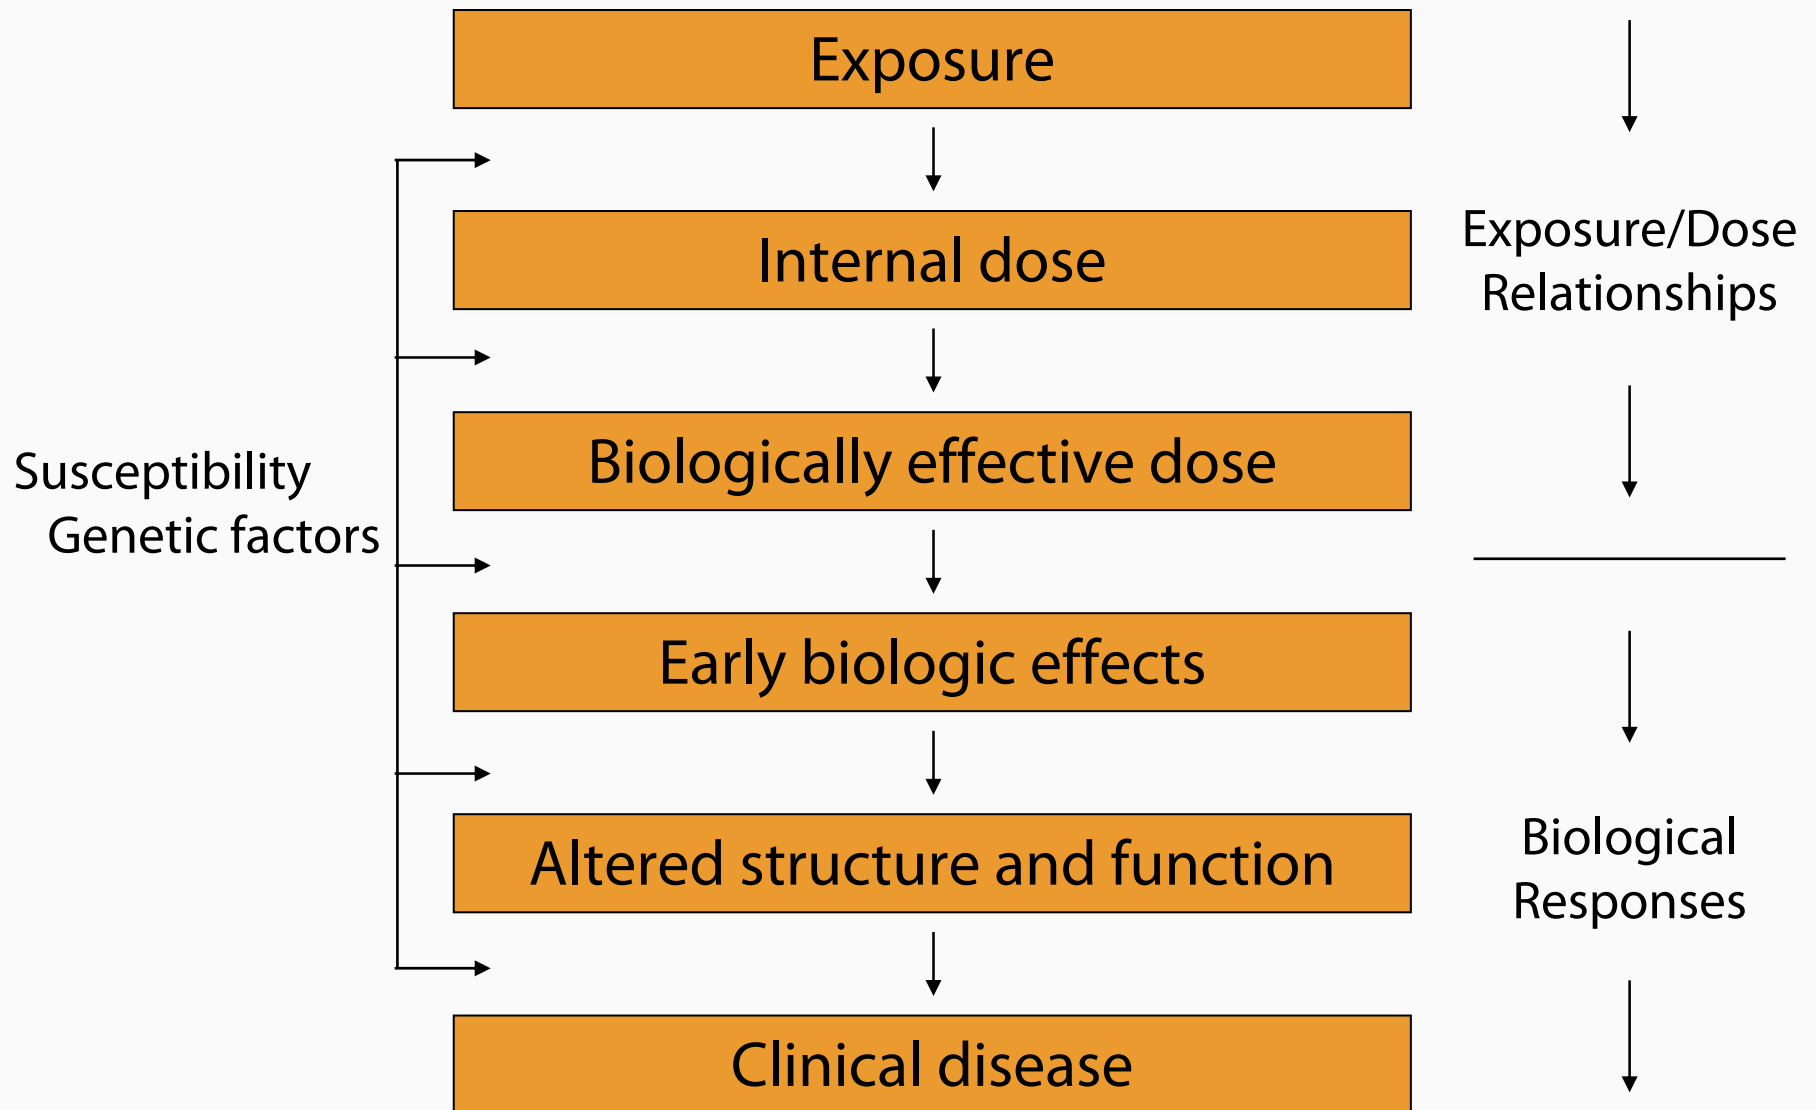 Exposure
Internal dose
Exposure/Dose
Relationships
Biologically effective dose
Susceptibility
Genetic factors
Early biologic effects
Altered structure and function
Biological
Responses
Clinical disease